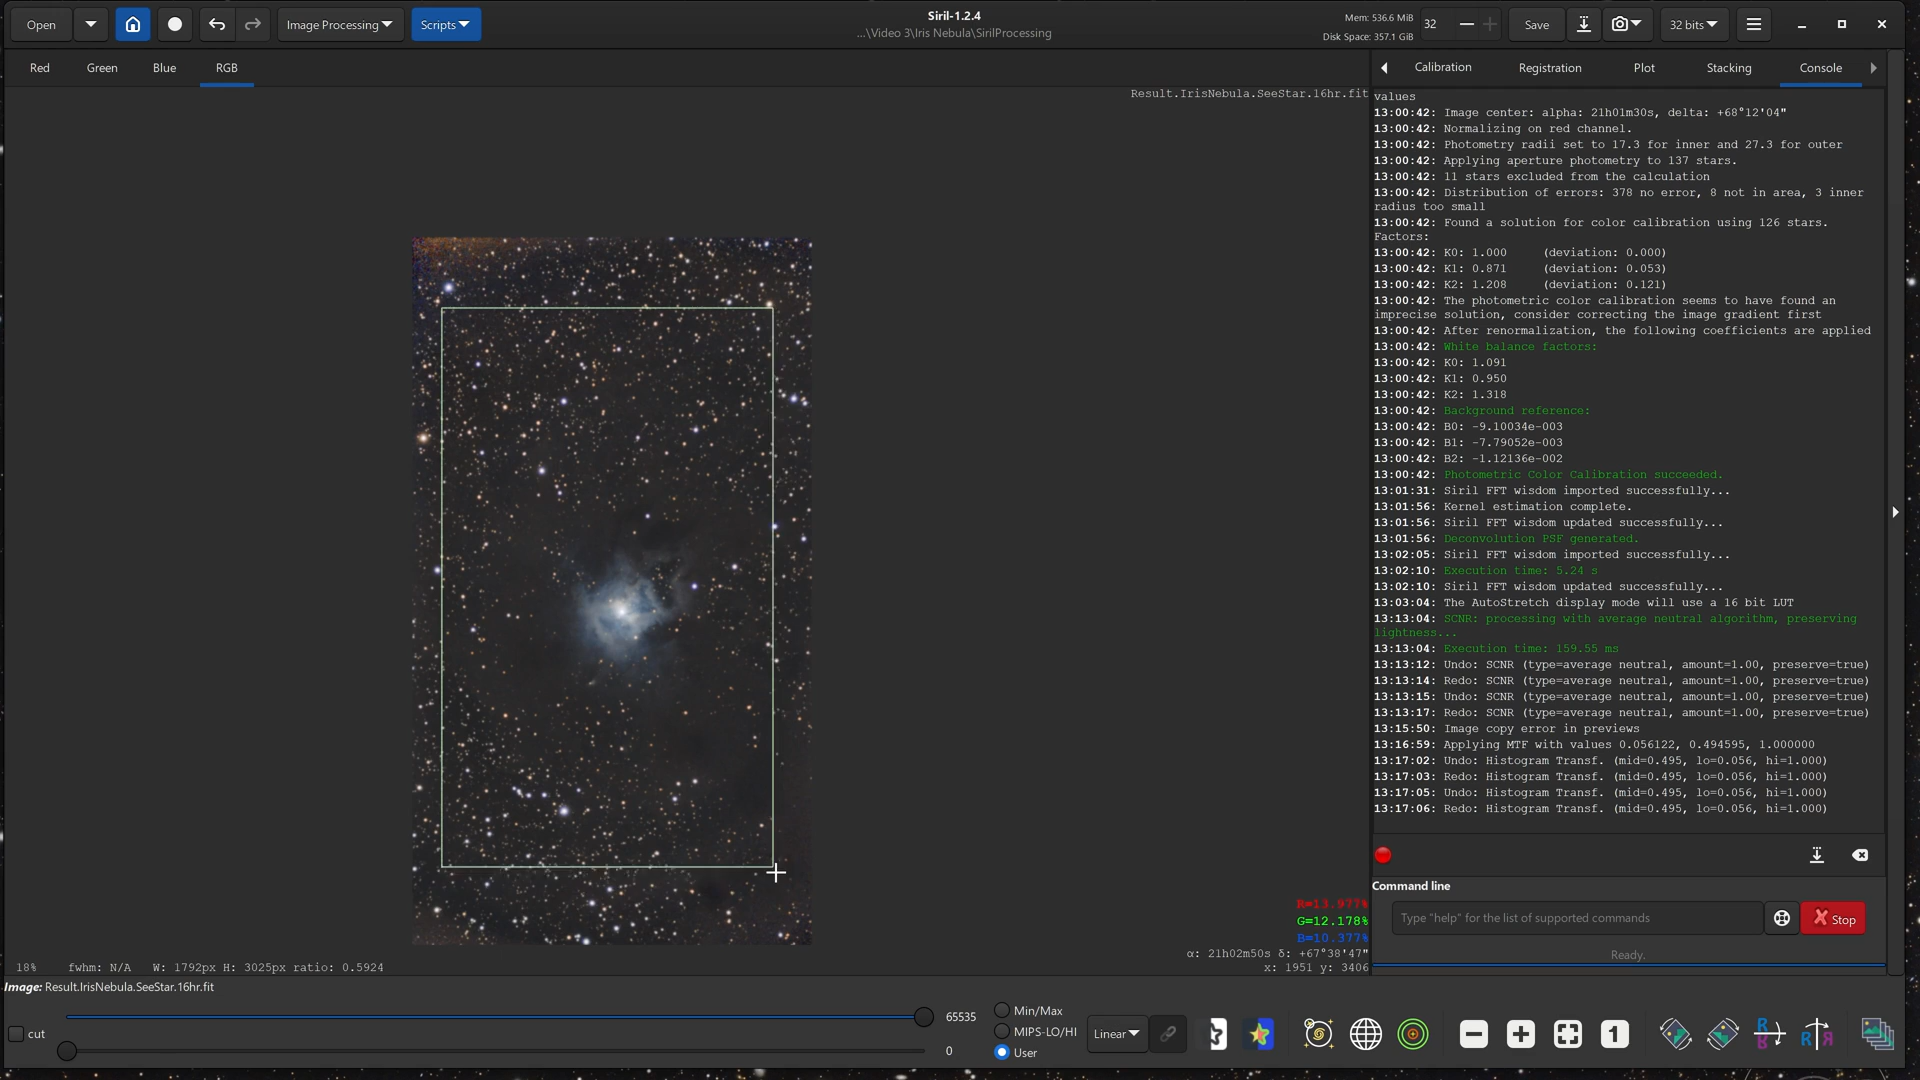 Open
Image Processing
Scripts
Siril-1.2.4
...\Video 3\Iris Nebula\SirilProcessing
Mem: 536.6 MiB
Disk Space: 357.1 GiB
32
Save
32 bits
Red
Green
Blue
RGB
Calibration
Registration
Plot
Stacking
Console
Result.IrisNebula.SeeStar.16hr.fit
values
13:00:42: Image center: alpha: 21h01m30s, delta: +68°12'04"
13:00:42: Normalizing on red channel.
13:00:42: Photometry radii set to 17.3 for inner and 27.3 for outer
13:00:42: Applying aperture photometry to 137 stars.
13:00:42: 11 stars excluded from the calculation
13:00:42: Distribution of errors: 378 no error, 8 not in area, 3 inner
radius too small
13:00:42: Found a solution for color calibration using 126 stars.
Factors:
13:00:42: K0: 1.000 (deviation: 0.000)
13:00:42: K1: 0.871 (deviation: 0.053)
13:00:42: K2: 1.208 (deviation: 0.121)
13:00:42: The photometric color calibration seems to have found an
imprecise solution, consider correcting the image gradient first
13:00:42: After renormalization, the following coefficients are applied
13:00:42: White balance factors:
13:00:42: K0: 1.091
13:00:42: K1: 0.950
13:00:42: K2: 1.318
13:00:42: Background reference:
13:00:42: B0: -9.10034e-003
13:00:42: B1: -7.79052e-003
13:00:42: B2: -1.12136e-002
13:00:42: Photometric Color Calibration succeeded.
13:01:31: Siril FFT wisdom imported successfully...
13:01:56: Kernel estimation complete.
13:01:56: Siril FFT wisdom updated successfully...
13:01:56: Deconvolution PSF generated.
13:02:05: Siril FFT wisdom imported successfully...
13:02:10: Execution time: 5.24 s
13:02:10: Siril FFT wisdom updated successfully...
13:03:04: The AutoStretch display mode will use a 16 bit LUT
13:13:04: SCNR: processing with average neutral algorithm, preserving
lightness...
13:13:04: Execution time: 159.55 ms
13:13:12: Undo: SCNR (type=average neutral, amount=1.00, preserve=true)
13:13:14: Redo: SCNR (type=average neutral, amount=1.00, preserve=true)
13:13:15: Undo: SCNR (type=average neutral, amount=1.00, preserve=true)
13:13:17: Redo: SCNR (type=average neutral, amount=1.00, preserve=true)
13:15:50: Image copy error in previews
13:16:59: Applying MTF with values 0.056122, 0.494595, 1.000000
13:17:02: Undo: Histogram Transf. (mid=0.495, lo=0.056, hi=1.000)
13:17:03: Redo: Histogram Transf. (mid=0.495, lo=0.056, hi=1.000)
13:17:05: Undo: Histogram Transf. (mid=0.495, lo=0.056, hi=1.000)
13:17:06: Redo: Histogram Transf. (mid=0.495, lo=0.056, hi=1.000)
Command line
Type "help" for the list of supported commands
Stop
Ready.
R=13.977%
G=12.178%
B=10.377%
α: 21h02m50s δ: +67°38'47"
x: 1951 y: 3406
18% fwhm: N/A W: 1792px H: 3025px ratio: 0.5924
Image: Result.IrisNebula.SeeStar.16hr.fit
cut
65535
0
Min/Max
MIPS-LO/HI
User
Linear
1
R R
R R